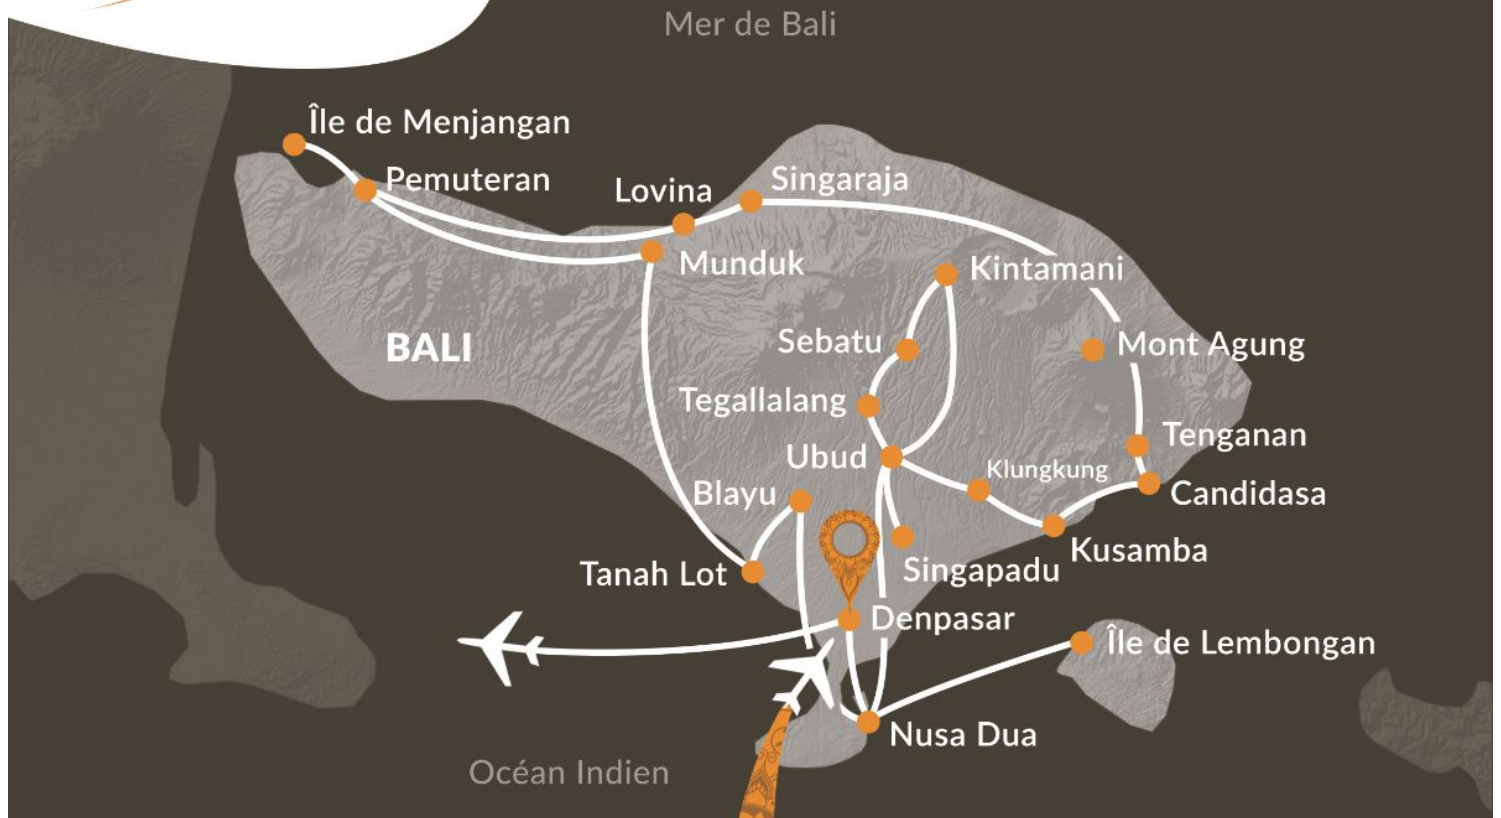 Mer de Bali
Île de Menjangan
Pemuteran
Lovina
Singaraja
Munduk
Kintamani
BALI
Sebatu
Mont Agung
Tegallalang
Tenganan
Ubud
Klungkung
Blayu
Candidasa
Kusamba
Tanah Lot
Singapadu
Denpasar
Île de Lembongan
Nusa Dua
Océan Indien